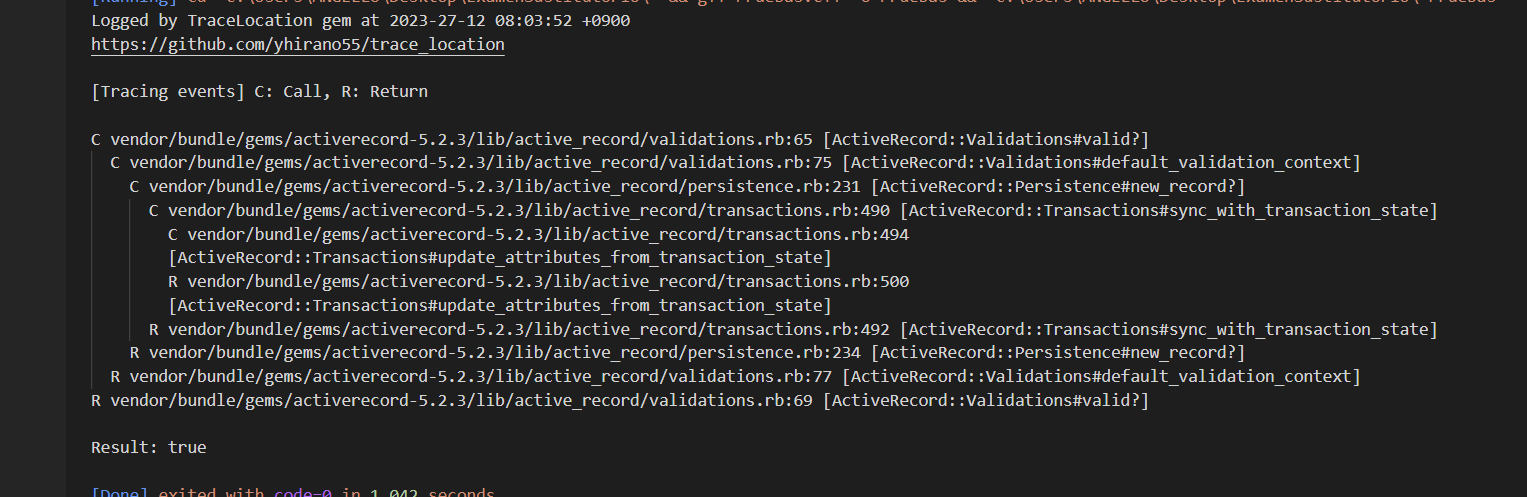 Logged by TraceLocation gem at 2023-27-12 08:03:52 +0900
https://github.com/yhirano55/trace_location
[Tracing events] C: Call, R: Return
C vendor/bundle/gems/activerecord-5.2.3/lib/active_record/validations.rb:65 [ActiveRecord::Validations#valid?]
C vendor/bundle/gems/activerecord-5.2.3/lib/active_record/validations.rb:75 [ActiveRecord::Validations#default_validation_context]
C vendor/bundle/gems/activerecord-5.2.3/lib/active_record/persistence.rb:231 [ActiveRecord::Persistence#new_record?]
C vendor/bundle/gems/activerecord-5.2.3/lib/active_record/transactions.rb:490 [ActiveRecord::Transactions#sync_with_transaction_state]
C vendor/bundle/gems/activerecord-5.2.3/lib/active_record/transactions.rb:494
[ActiveRecord::Transactions#update_attributes_from_transaction_state]
R vendor/bundle/gems/activerecord-5.2.3/lib/active_record/transactions.rb:500
[ActiveRecord::Transactions#update_attributes_from_transaction_state]
R vendor/bundle/gems/activerecord-5.2.3/lib/active_record/transactions.rb:492 [ActiveRecord::Transactions#sync_with_transaction_state]
R vendor/bundle/gems/activerecord-5.2.3/lib/active_record/persistence.rb:234 [ActiveRecord::Persistence#new_record?]
R vendor/bundle/gems/activerecord-5.2.3/lib/active_record/validations.rb:77 [ActiveRecord::Validations#default_validation_context]
R vendor/bundle/gems/activerecord-5.2.3/lib/active_record/validations.rb:69 [ActiveRecord::Validations#valid?]
Result: true
[Done] exited with code=0 in 1.042 seconds